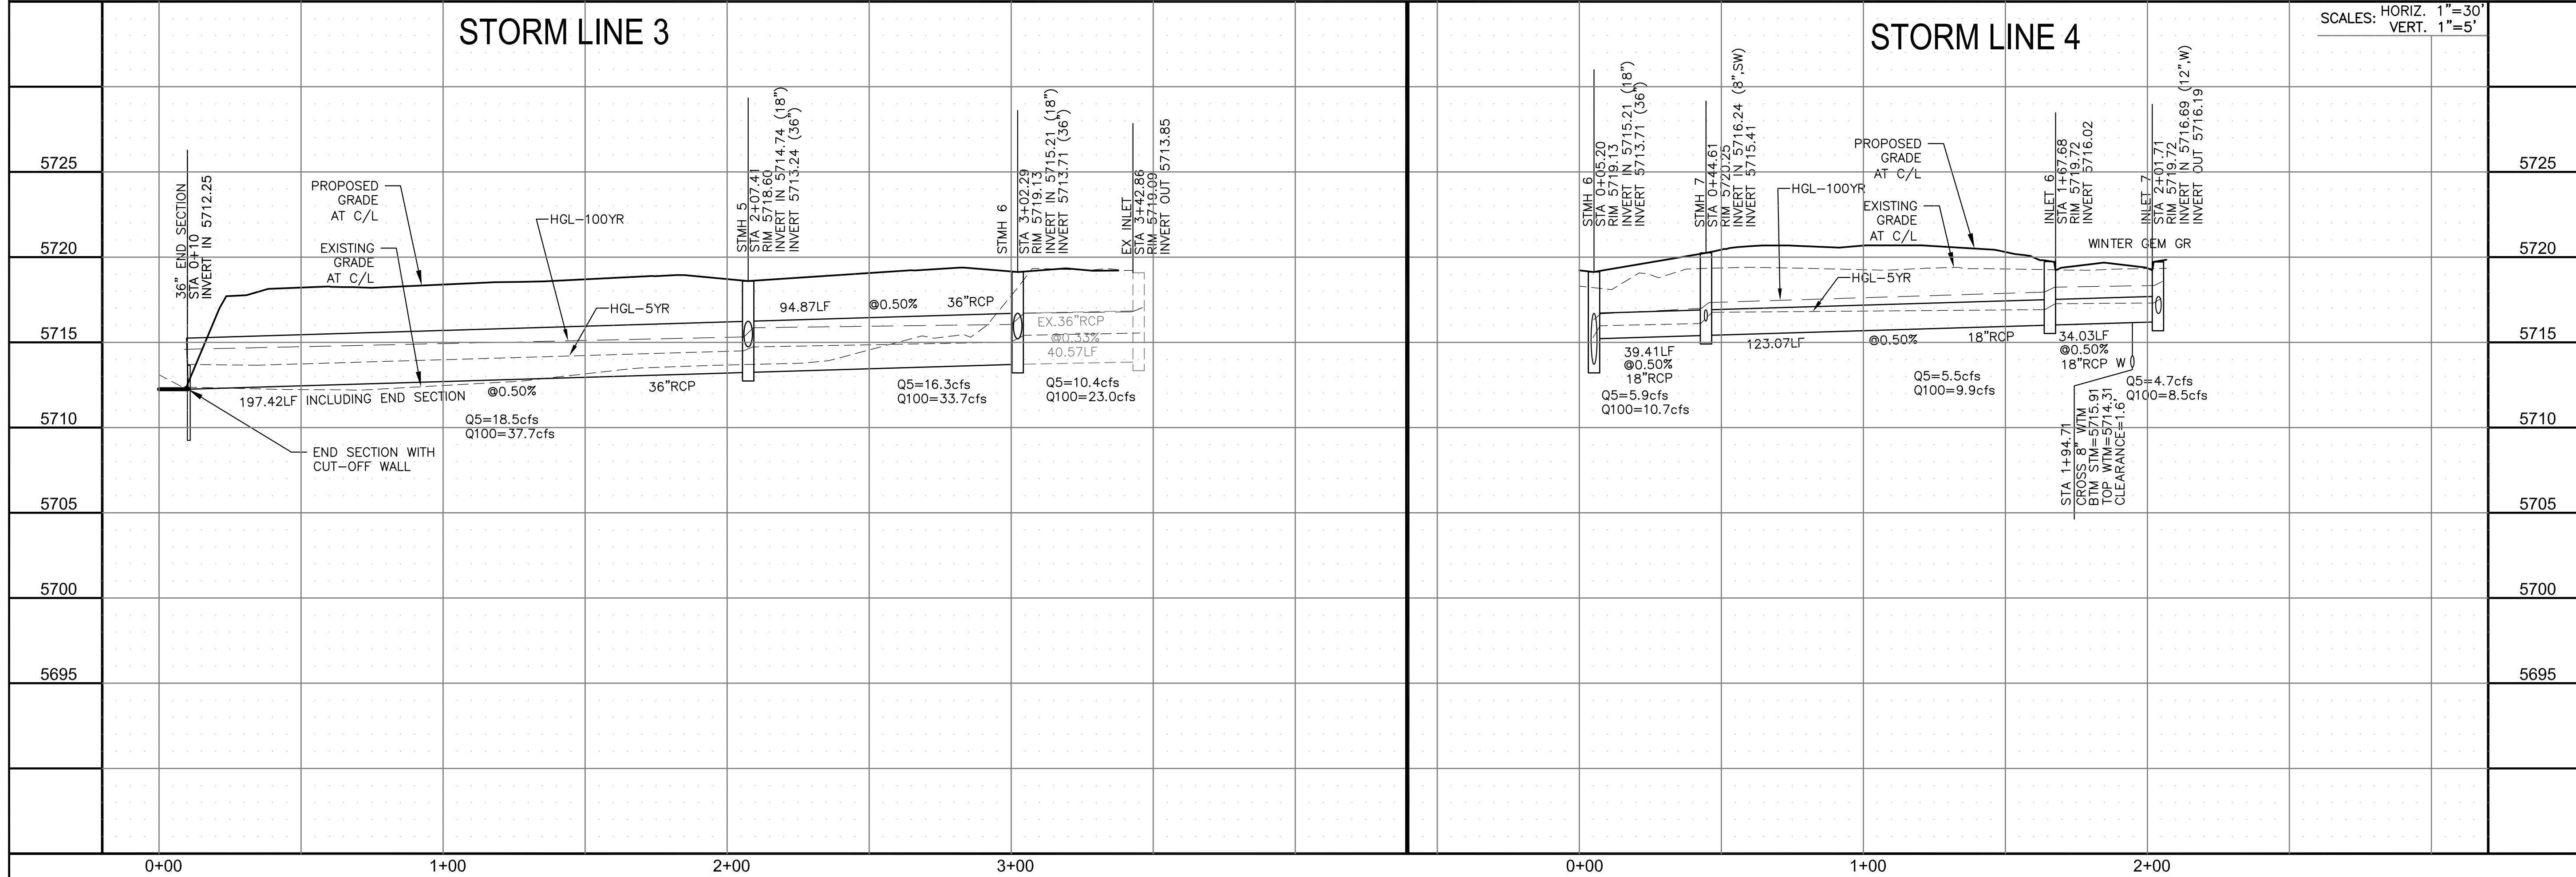 STORM LINE 3
STORM LINE 4
SCALES: HORIZ. 1"=30'
VERT. 1"=5'
5725
5720
5715
5710
5705
5700
5695
36" END SECTION
STA 0+10
INVERT IN 5712.25
PROPOSED
GRADE
AT C/L
EXISTING
GRADE
AT C/L
HGL-100YR
HGL-5YR
197.42LF INCLUDING END SECTION
@0.50%
36"RCP
Q5=18.5cfs
Q100=37.7cfs
END SECTION WITH
CUT-OFF WALL
STMH 5
STA 2+07.41
RIM 5718.60
INVERT IN 5714.74 (18")
INVERT 5713.24 (36")
94.87LF
@0.50%
36"RCP
Q5=16.3cfs
Q100=33.7cfs
STMH 6
STA 3+02.29
RIM 5719.13
INVERT IN 5715.21 (18")
INVERT 5713.71 (36")
EX.36"RCP
@0.33%
40.57LF
Q5=10.4cfs
Q100=23.0cfs
EX INLET
STA 3+42.86
RIM 5719.09
INVERT OUT 5713.85
0+00
1+00
2+00
3+00
STMH 6
STA 0+05.20
RIM 5719.13
INVERT IN 5715.21 (18")
INVERT 5713.71 (36")
39.41LF
@0.50%
18"RCP
Q5=5.9cfs
Q100=10.7cfs
STMH 7
STA 0+44.61
RIM 5720.25
INVERT IN 5716.24 (8",SW)
INVERT 5715.41
HGL-100YR
PROPOSED
GRADE
AT C/L
EXISTING
GRADE
AT C/L
HGL-5YR
123.07LF
@0.50%
18"RCP
Q5=5.5cfs
Q100=9.9cfs
INLET 6
STA 1+67.68
RIM 5719.72
INVERT 5716.02
WINTER GEM GR
34.03LF
@0.50%
18"RCP
W
Q5=4.7cfs
Q100=8.5cfs
INLET 7
STA 2+01.71
RIM 5719.72
INVERT IN 5716.69 (12",W)
INVERT OUT 5716.19
STA 1+94.71
CROSS 8" WTM
BTM STM=5715.91
TOP WTM=5714.31
CLEARANCE=1.6'
0+00
1+00
2+00
5725
5720
5715
5710
5705
5700
5695